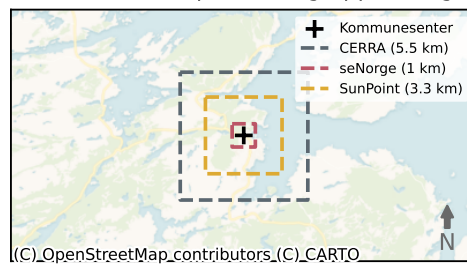 Kommunesenter
CERRA (5.5 km)
seNorge (1 km)
SunPoint (3.3 km)
N
(C) OpenStreetMap contributors (C) CARTO